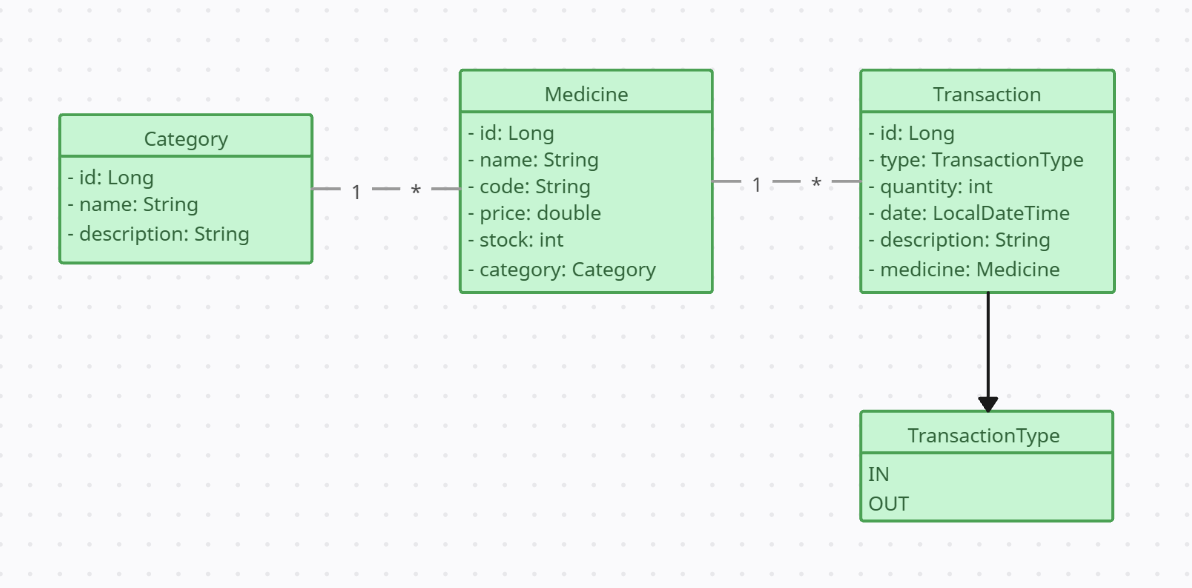 Category
- id: Long
- name: String
- description: String
1
*
Medicine
- id: Long
- name: String
- code: String
- price: double
- stock: int
- category: Category
1
*
Transaction
- id: Long
- type: TransactionType
- quantity: int
- date: LocalDateTime
- description: String
- medicine: Medicine
TransactionType
IN
OUT